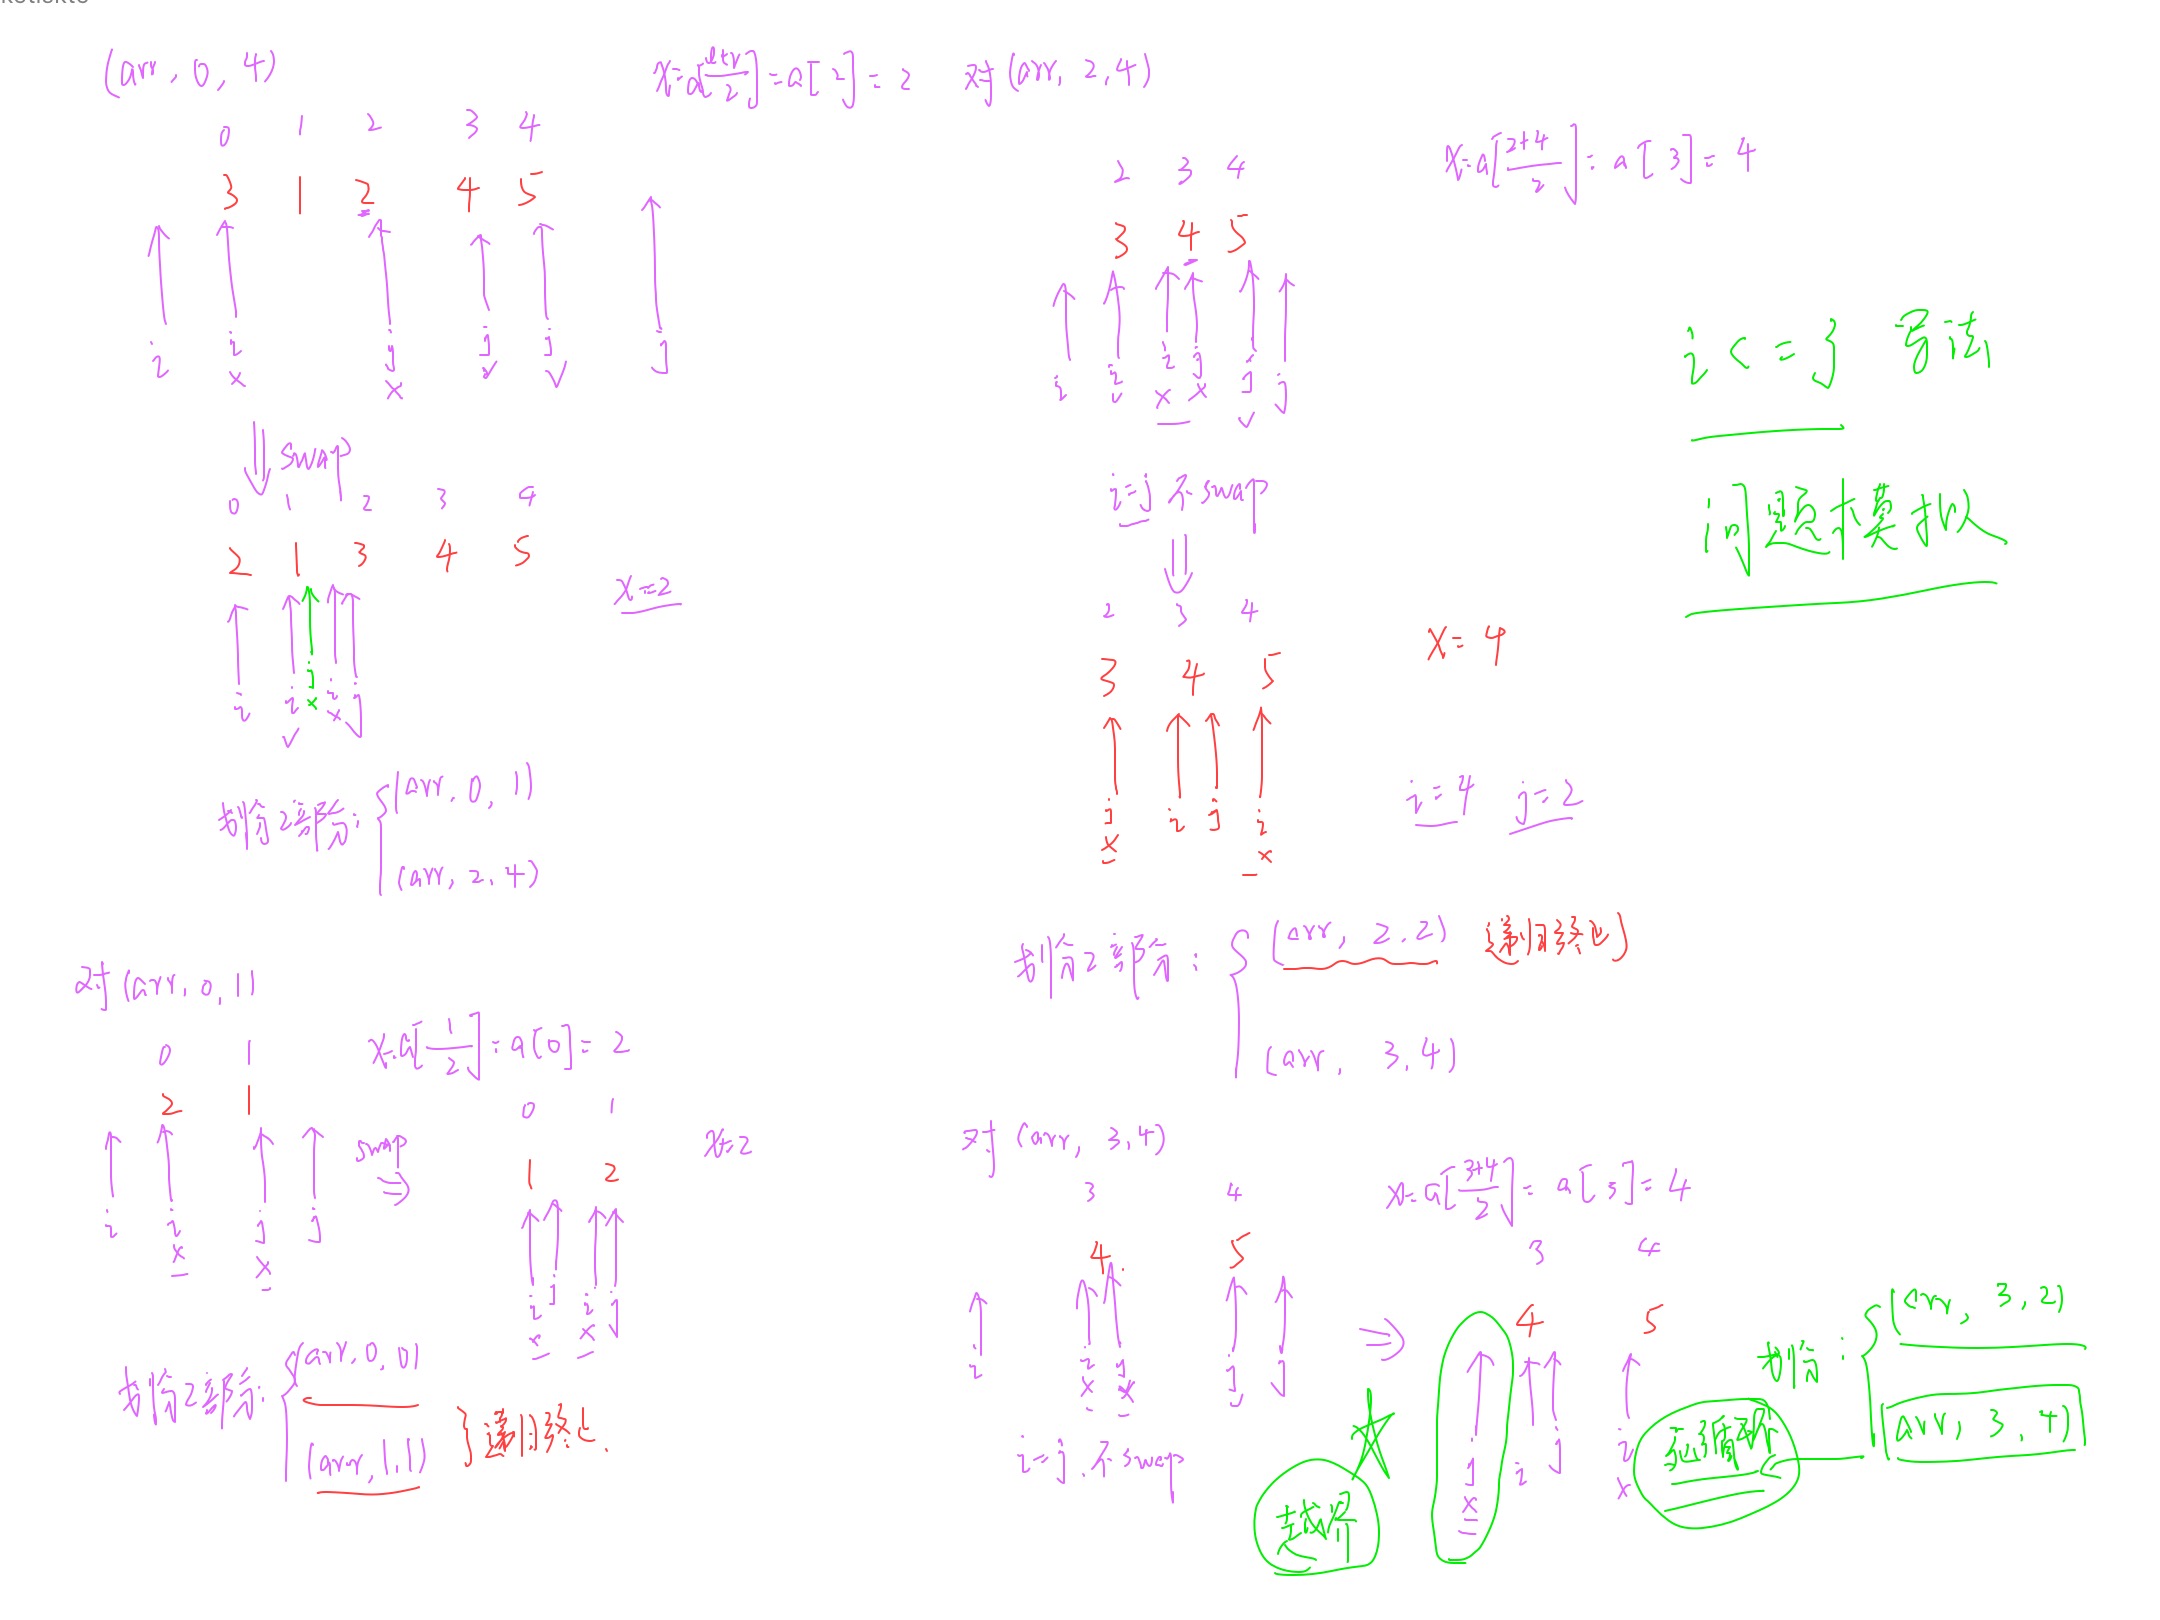 (arr, 0, 4)
x=a[(l+r)/2]=a[2]=2
0 1 2 3 4
3 1 2 4 5
i i j j j j
x x √ √
swap
0 1 2 3 4
2 1 3 4 5
x=2
i i j i j
√ x x
划分2部分:
(arr, 0, 1)
(arr, 2, 4)
对(arr, 0, 1)
x=a[1/2]=a[0]=2
0 1
2 1
i i j j
x x
swap
0 1
1 2
x=2
i j i j
x x
划分2部分:
(arr, 0, 0)
(arr, 1, 1)
递归终止.
对(arr, 2, 4)
x=a[(2+4)/2]=a[3]=4
2 3 4
3 4 5
i i i j j j
√ x x √
i=j 不swap
2 3 4
3 4 5
x=4
j i j i
x x
i=4 j=2
划分2部分:
(arr, 2, 2) 递归终止
(arr, 3, 4)
对(arr, 3, 4)
x=a[(3+4)/2]=a[3]=4
3 4
4 5
i i j j j
x x
i=j, 不swap
3 4
4 5
j i j i
x x
越界
划分:
(arr, 3, 2)
(arr, 3, 4)
死循环
i<=j 写法
问题模拟